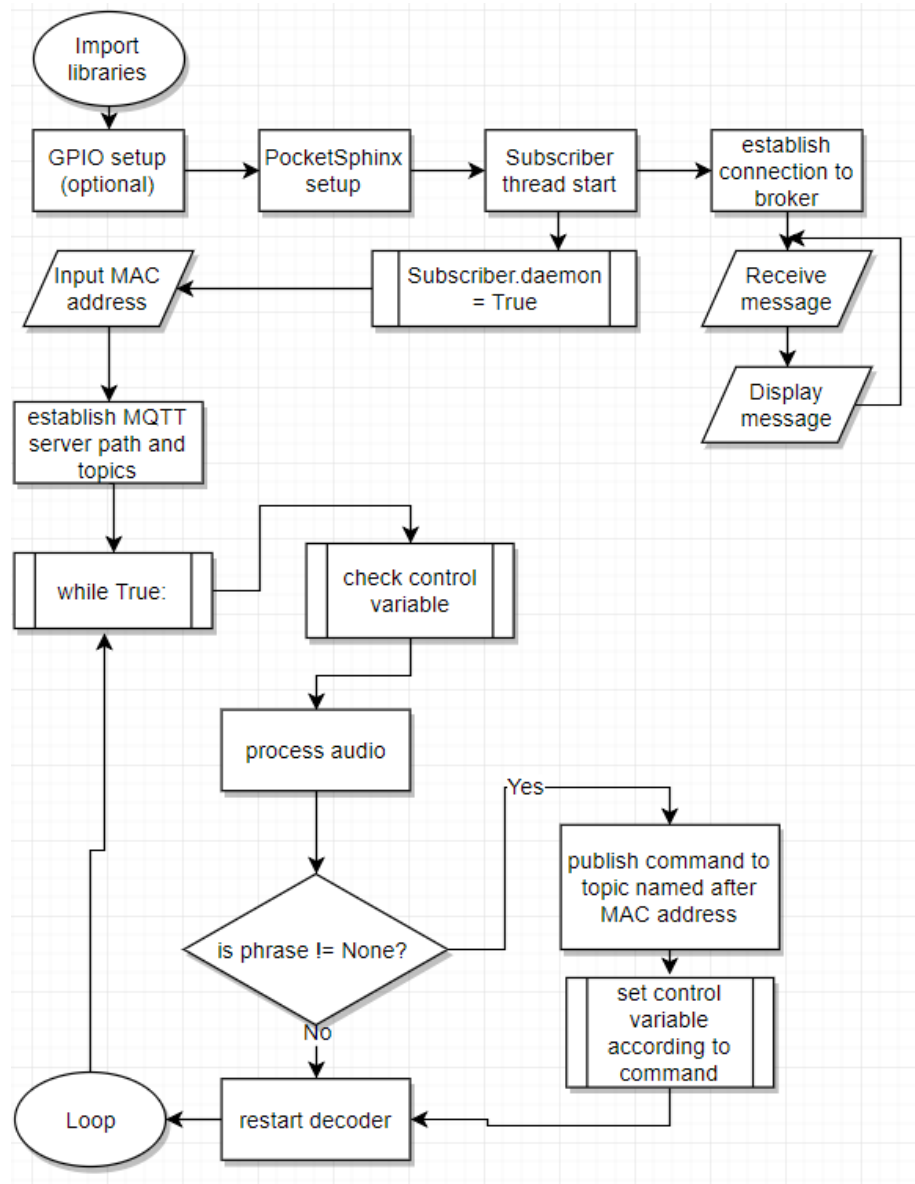 Import
libraries
GPIO setup
(optional)
PocketSphinx
setup
Subscriber
thread start
establish
connection to
broker
Input MAC
address
Subscriber.daemon
= True
Receive
message
Display
message
establish MQTT
server path and
topics
while True:
check control
variable
process audio
Yes
publish command to
topic named after
MAC address
is phrase != None?
set control
variable
according to
command
No
restart decoder
Loop